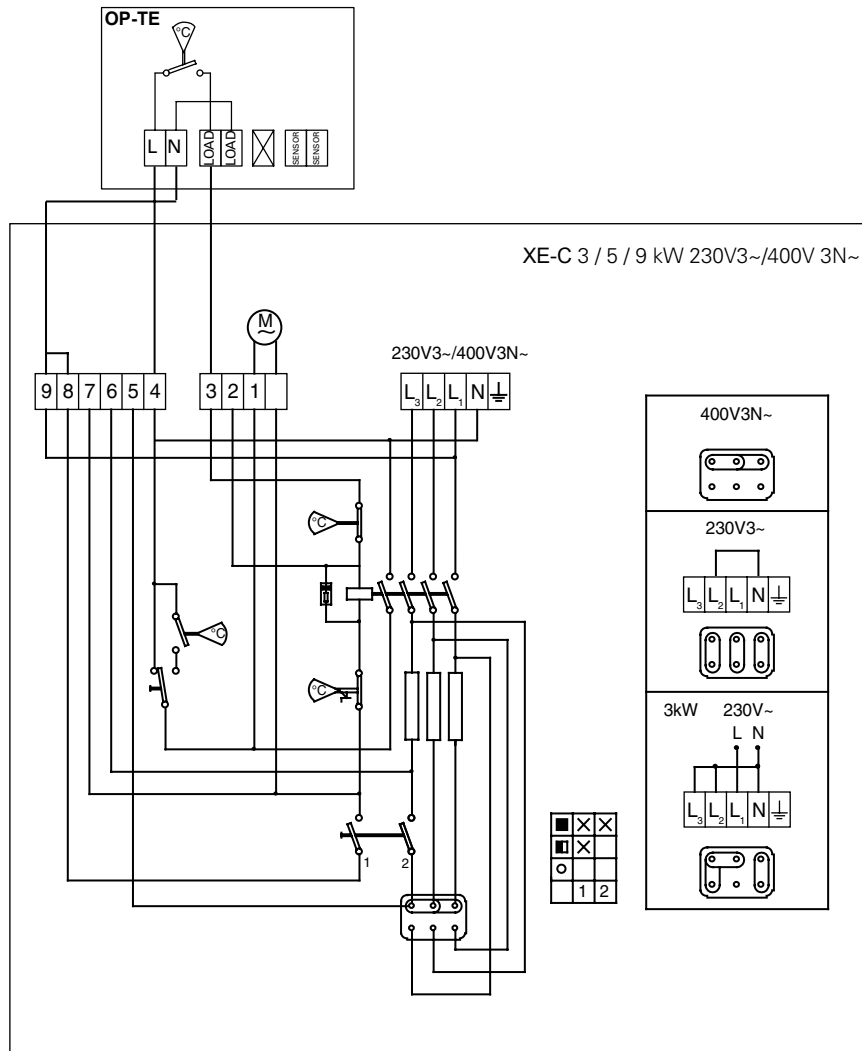 OP-TE
°C
L N LOAD LOAD SENSOR SENSOR
XE-C 3 / 5 / 9 kW 230V3~/400V 3N~
M
~
230V3~/400V3N~
9 8 7 6 5 4 3 2 1 L3 L2 L1 N
400V3N~
°C
230V3~
L3 L2 L1 N
°C
°C
3kW 230V~
L N
L3 L2 L1 N
1 2
1 2